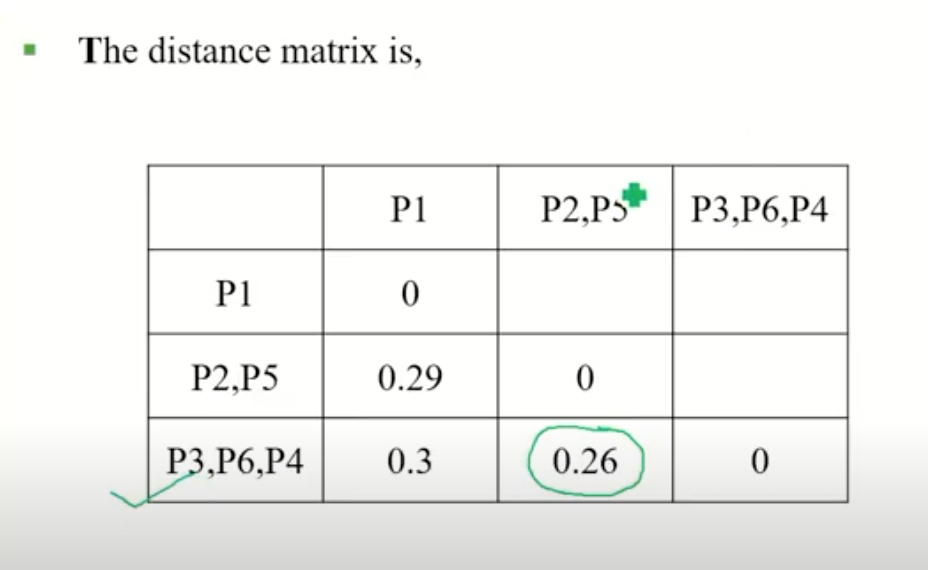 The distance matrix is,
P1 P2,P5 P3,P6,P4
P1 0
P2,P5 0.29 0
P3,P6,P4 0.3 0.26 0